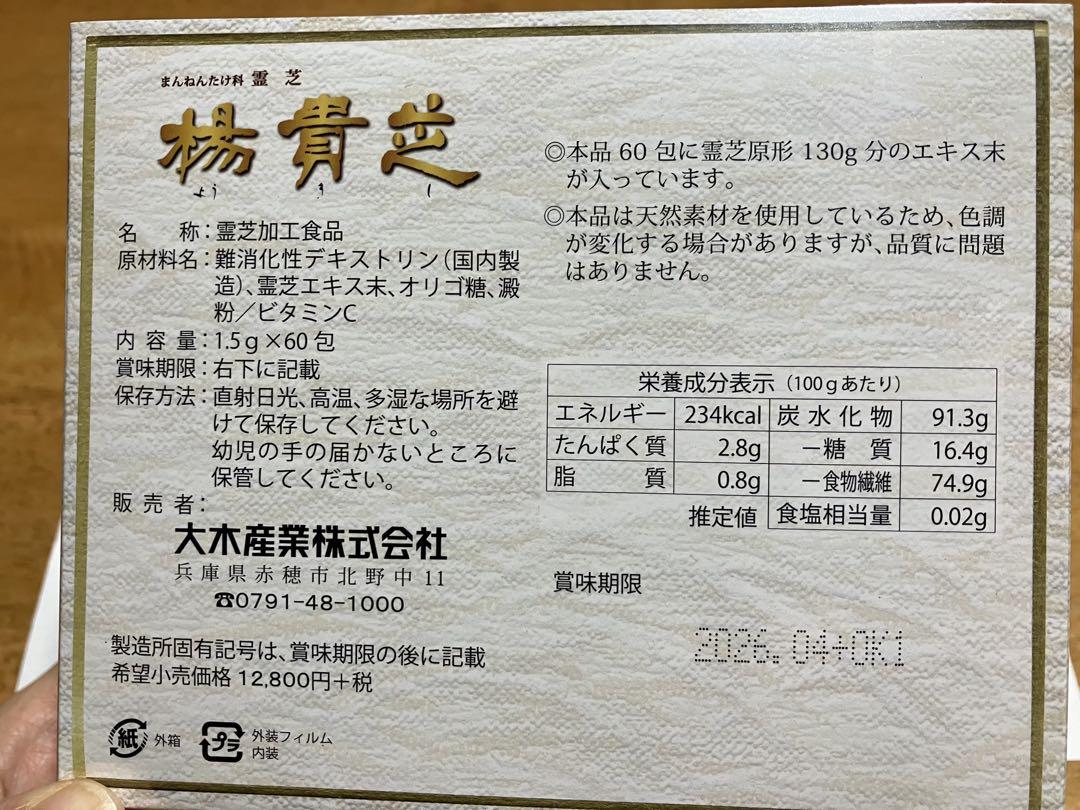 まんねんたけ科 霊芝
楊貴芝
ようきし
名称：霊芝加工食品
原材料名：難消化性デキストリン（国内製
造）、霊芝エキス末、オリゴ糖、澱
粉／ビタミンC
内容量：1.5g×60包
賞味期限：右下に記載
保存方法：直射日光、高温、多湿な場所を避
けて保存してください。
幼児の手の届かないところに
保管してください。
販売者：
大木産業株式会社
兵庫県赤穂市北野中11
☎0791-48-1000
製造所固有記号は、賞味期限の後に記載
希望小売価格 12,800円＋税
紙 外箱
プラ 外装フィルム
内装
◎本品 60 包に霊芝原形 130g 分のエキス末
が入っています。
◎本品は天然素材を使用しているため、色調
が変化する場合がありますが、品質に問題
はありません。
栄養成分表示（100gあたり）
エネルギー 234kcal 炭水化物 91.3g
たんぱく質 2.8g －糖質 16.4g
脂質 0.8g －食物繊維 74.9g
推定値 食塩相当量 0.02g
賞味期限
2026.04+OK1